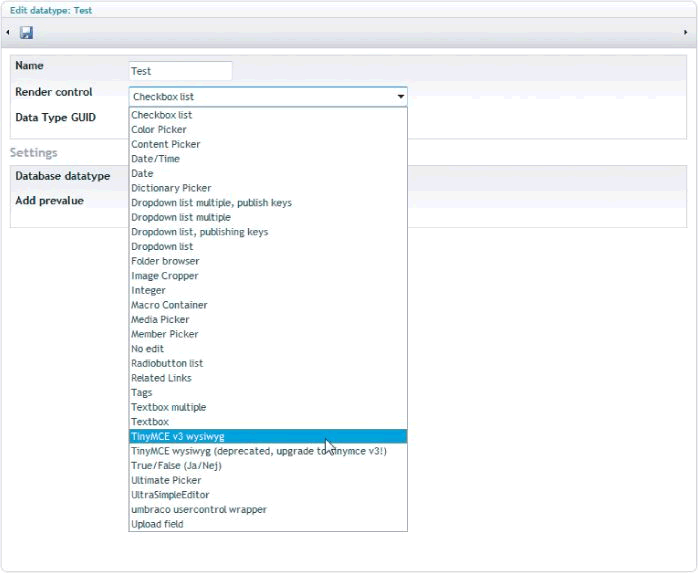 Edit datatype: Test
Name
Test
Render control
Checkbox list
Data Type GUID
Settings
Database datatype
Add prevalue
Checkbox list
Color Picker
Content Picker
Date/Time
Date
Dictionary Picker
Dropdown list multiple, publish keys
Dropdown list multiple
Dropdown list, publishing keys
Dropdown list
Folder browser
Image Cropper
Integer
Macro Container
Media Picker
Member Picker
No edit
Radiobutton list
Related Links
Tags
Textbox multiple
Textbox
TinyMCE v3 wysiwyg
TinyMCE wysiwyg (deprecated, upgrade to tinymce v3!)
True/False (Ja/Nej)
Ultimate Picker
UltraSimpleEditor
umbraco usercontrol wrapper
Upload field